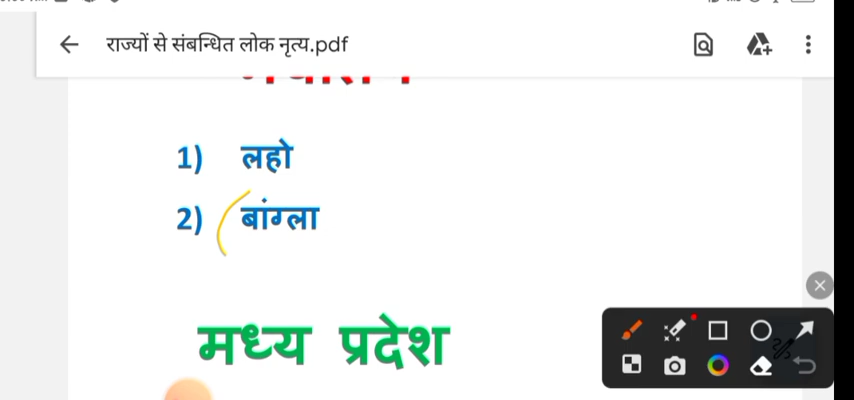 राज्यों से संबन्धित लोक नृत्य.pdf
1) लहो
2) बांग्ला
मध्य प्रदेश